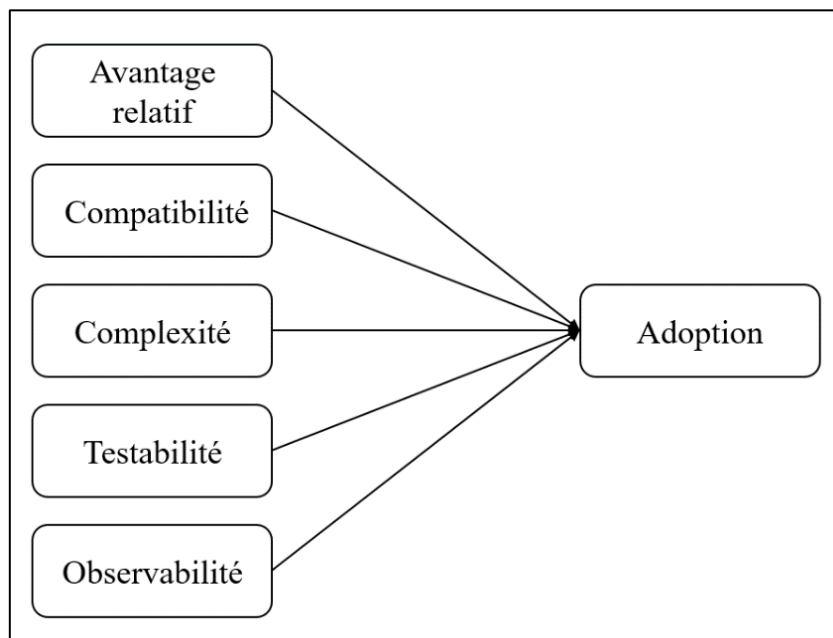 Avantage
relatif
Compatibilité
Complexité
Adoption
Testabilité
Observabilité